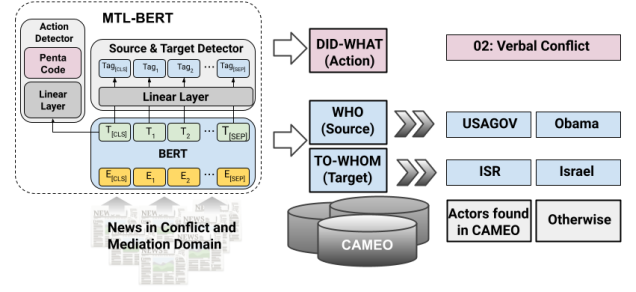 MTL-BERT
Action
Detector
Penta
Code
Linear
Layer
Source & Target Detector
Tag[CLS] Tag1 Tag2 ... Tag[SEP]
Linear Layer
T[CLS] T1 T2 ... T[SEP]
BERT
E[CLS] E1 E2 ... E[SEP]
NEWS
News in Conflict and
Mediation Domain
DID-WHAT
(Action)
02: Verbal Conflict
WHO
(Source)
USAGOV
Obama
TO-WHOM
(Target)
ISR
Israel
CAMEO
Actors found
in CAMEO
Otherwise